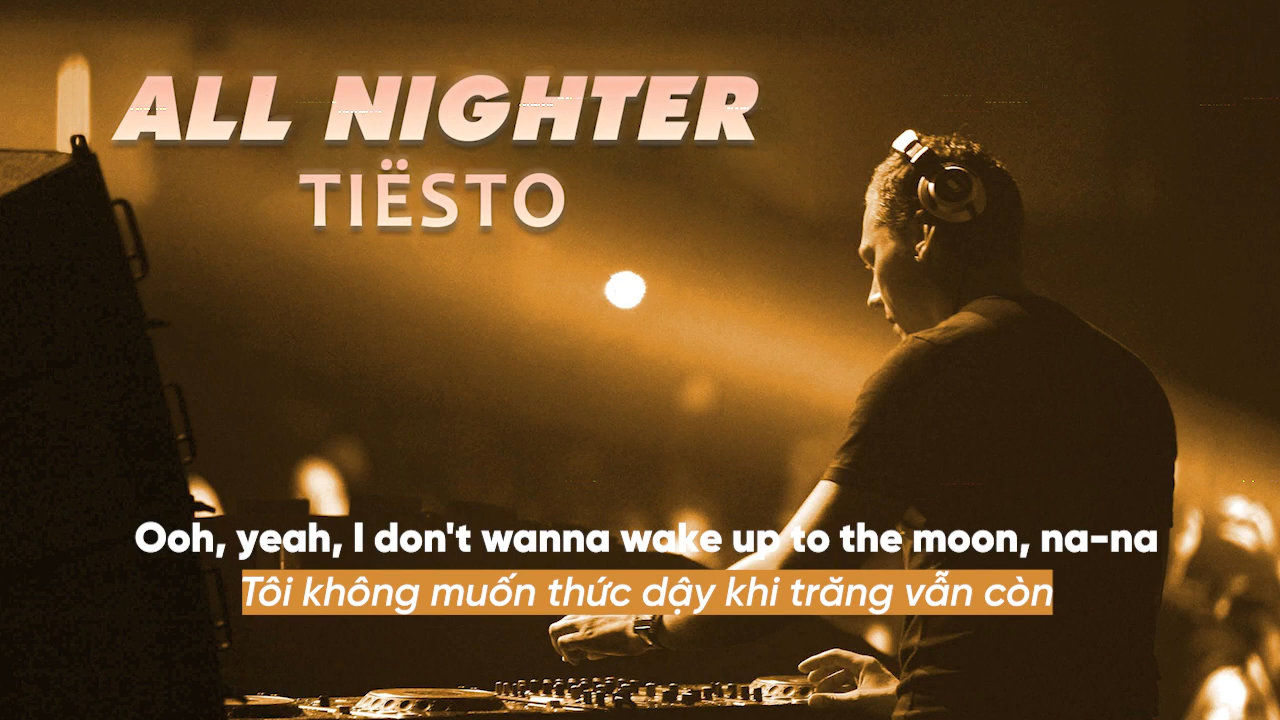 ALL NIGHTER
TIËSTO
Ooh, yeah, I don't wanna wake up to the moon, na-na
Tôi không muốn thức dậy khi trăng vẫn còn